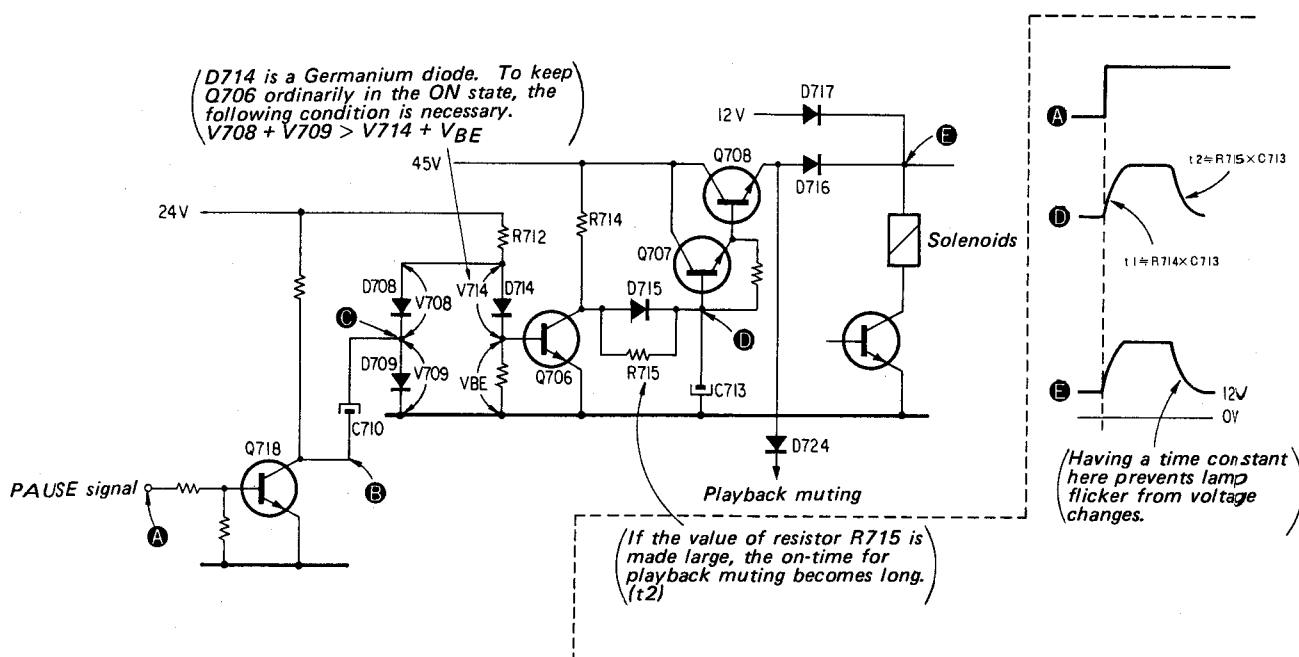 (D714 is a Germanium diode. To keep
Q706 ordinarily in the ON state, the
following condition is necessary.
V708 + V709 > V714 + VBE)
D717
12V
A
E
45V
Q708
D716
t2≒R715×C713
24V
R714
D
R712
Q707
Solenoids
D708
V708
V714
D714
D715
t1≒R714×C713
C
D
D709
V709
VBE
Q706
R715
C713
E
12V
0V
C710
Q718
D724
(Having a time constant
here prevents lamp
flicker from voltage
changes.)
PAUSE signal
B
Playback muting
A
(If the value of resistor R715 is
made large, the on-time for
playback muting becomes long.
(t2))